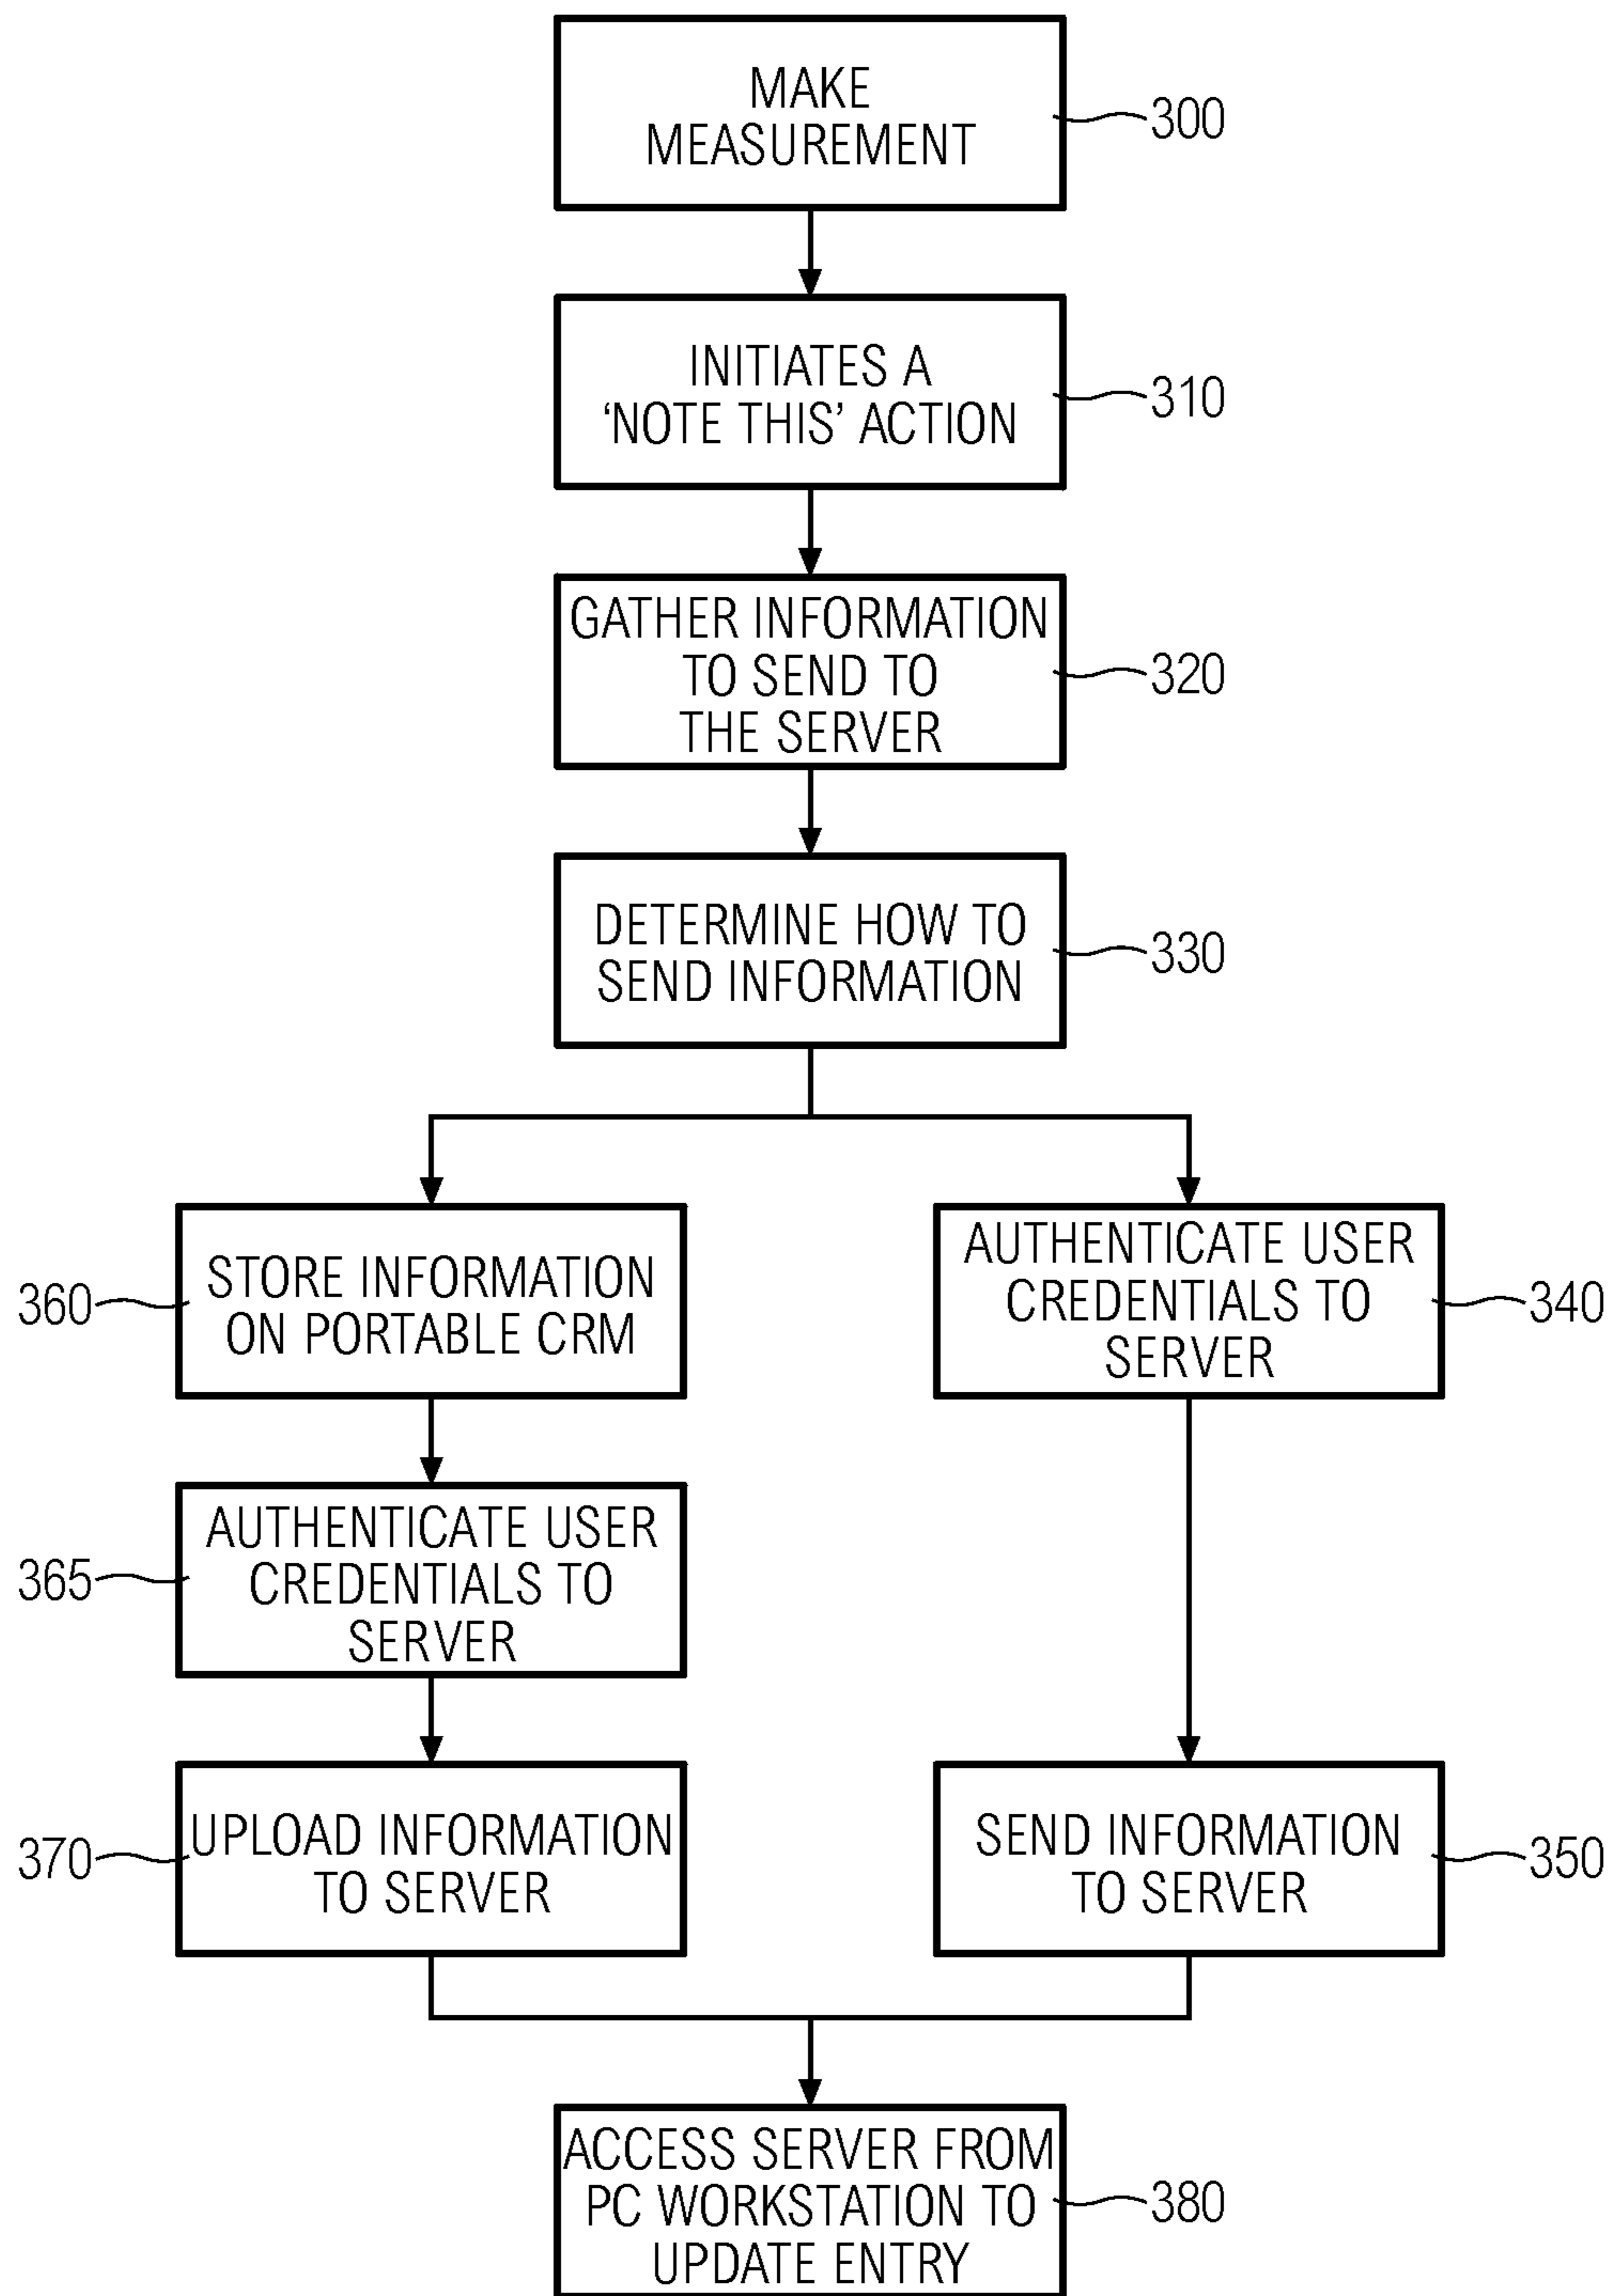 MAKE
MEASUREMENT
300
INITIATES A
‘NOTE THIS’ ACTION
310
GATHER INFORMATION
TO SEND TO
THE SERVER
320
DETERMINE HOW TO
SEND INFORMATION
330
STORE INFORMATION
ON PORTABLE CRM
360
AUTHENTICATE USER
CREDENTIALS TO
SERVER
340
AUTHENTICATE USER
CREDENTIALS TO
SERVER
365
UPLOAD INFORMATION
TO SERVER
370
SEND INFORMATION
TO SERVER
350
ACCESS SERVER FROM
PC WORKSTATION TO
UPDATE ENTRY
380